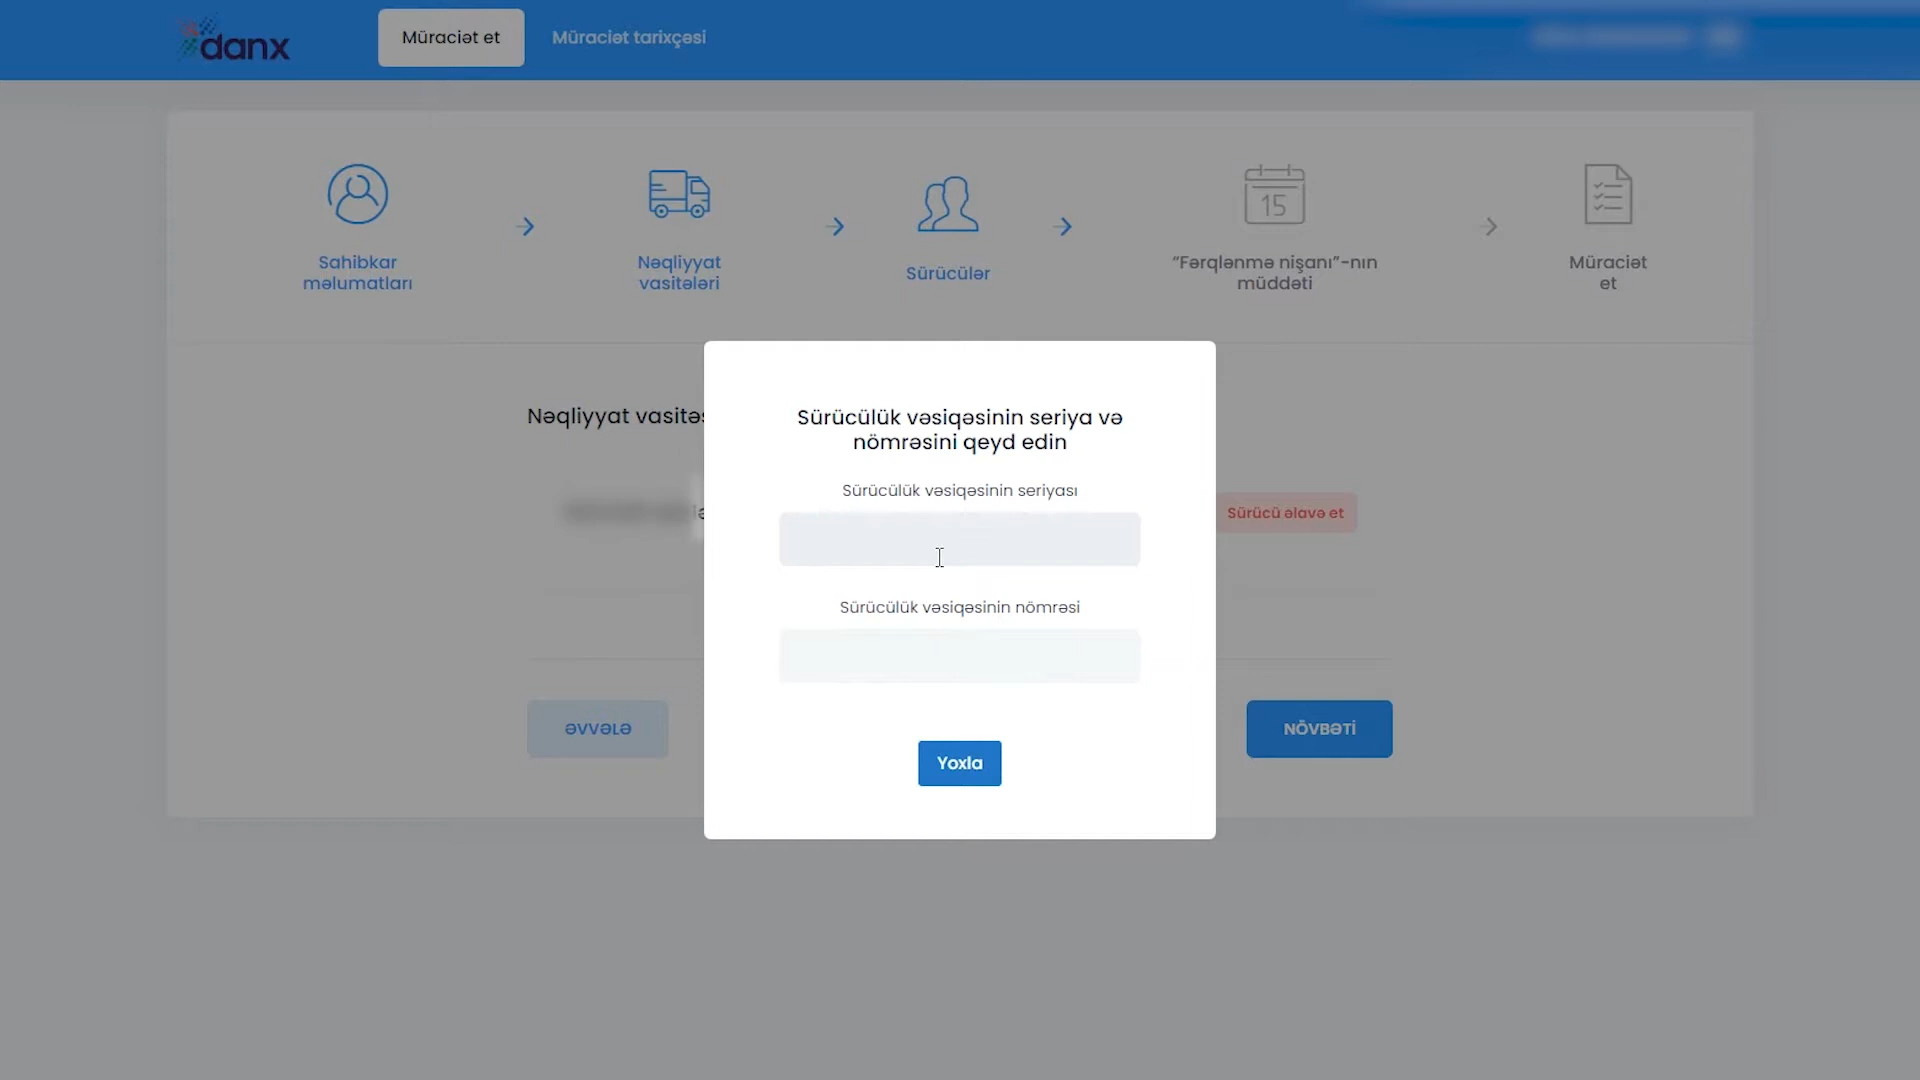 danx
Müraciət et
Müraciət tarixçəsi
Sahibkar
məlumatları
Nəqliyyat
vasitələri
Sürücülər
15
“Fərqlənmə nişanı”-nın
müddəti
Müraciət
et
Nəqliyyat
Sürücülük vəsiqəsinin seriya və
nömrəsini qeyd edin
Sürücülük vəsiqəsinin seriyası
Sürücü əlavə et
Sürücülük vəsiqəsinin nömrəsi
ƏVVƏLƏ
NÖVBƏTİ
Yoxla